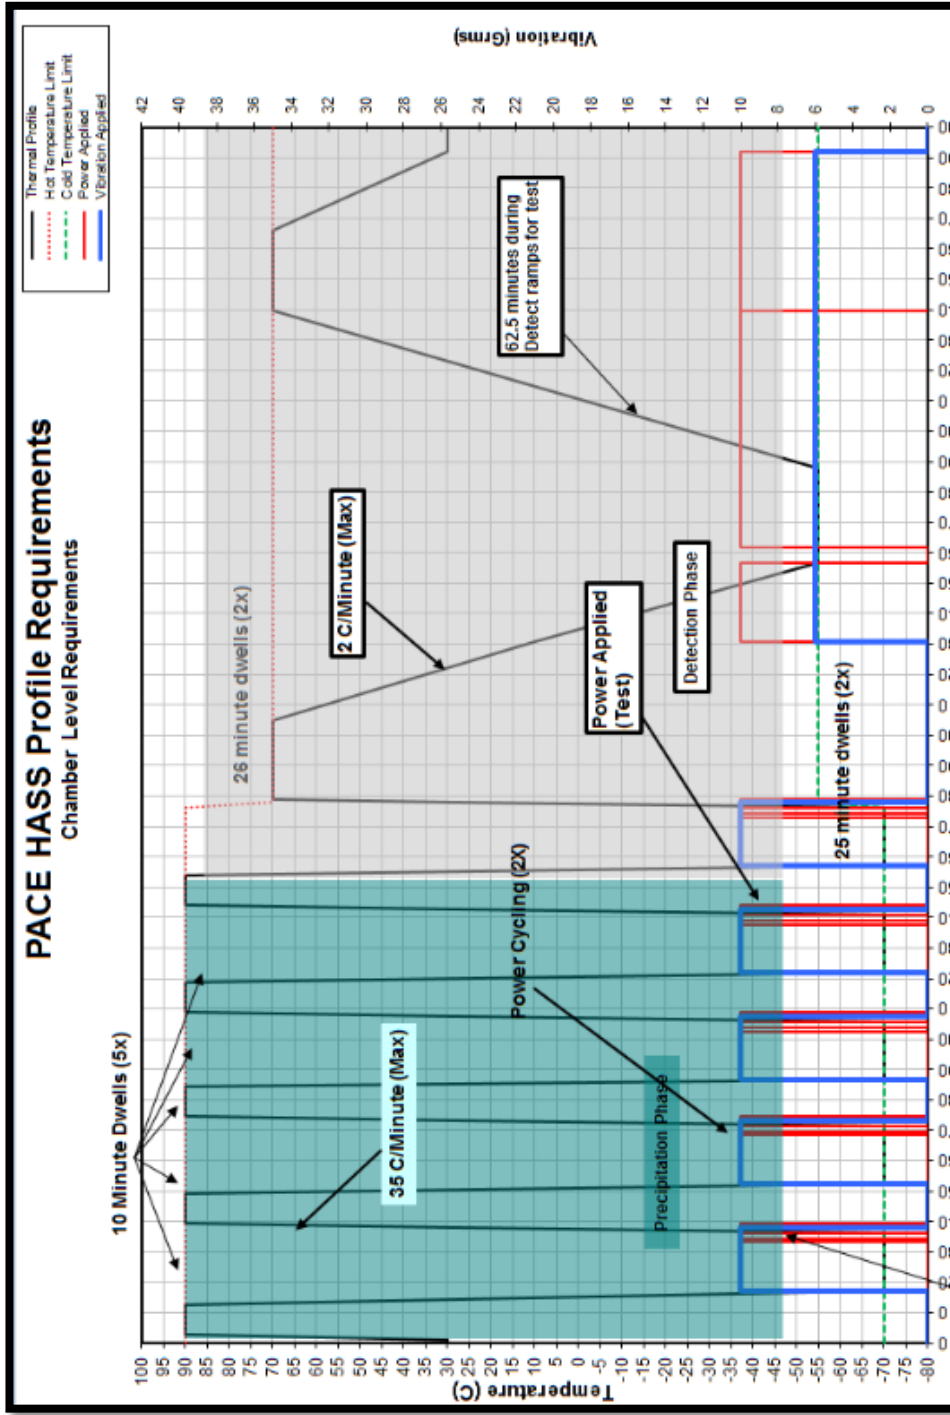 PACE HASS Profile Requirements
Chamber Level Requirements
Thermal Profile
Hot Temperature Limit
Cold Temperature Limit
Power Applied
Vibration Applied
10 Minute Dwells (5x)
26 minute dwells (2x)
35 C/Minute (Max)
2 C/Minute (Max)
62.5 minutes during
Detect ramps for test
Power Cycling (2X)
Power Applied
(Test)
Precipitation Phase
Detection Phase
25 minute dwells (2x)
Temperature (C)
100
95
90
85
80
75
70
65
60
55
50
45
40
35
30
25
20
15
10
5
0
-5
-10
-15
-20
-25
-30
-35
-40
-45
-50
-55
-60
-65
-70
-75
-80
Vibration (Grms)
42
40
38
36
34
32
30
28
26
24
22
20
18
16
14
12
10
8
6
4
2
0